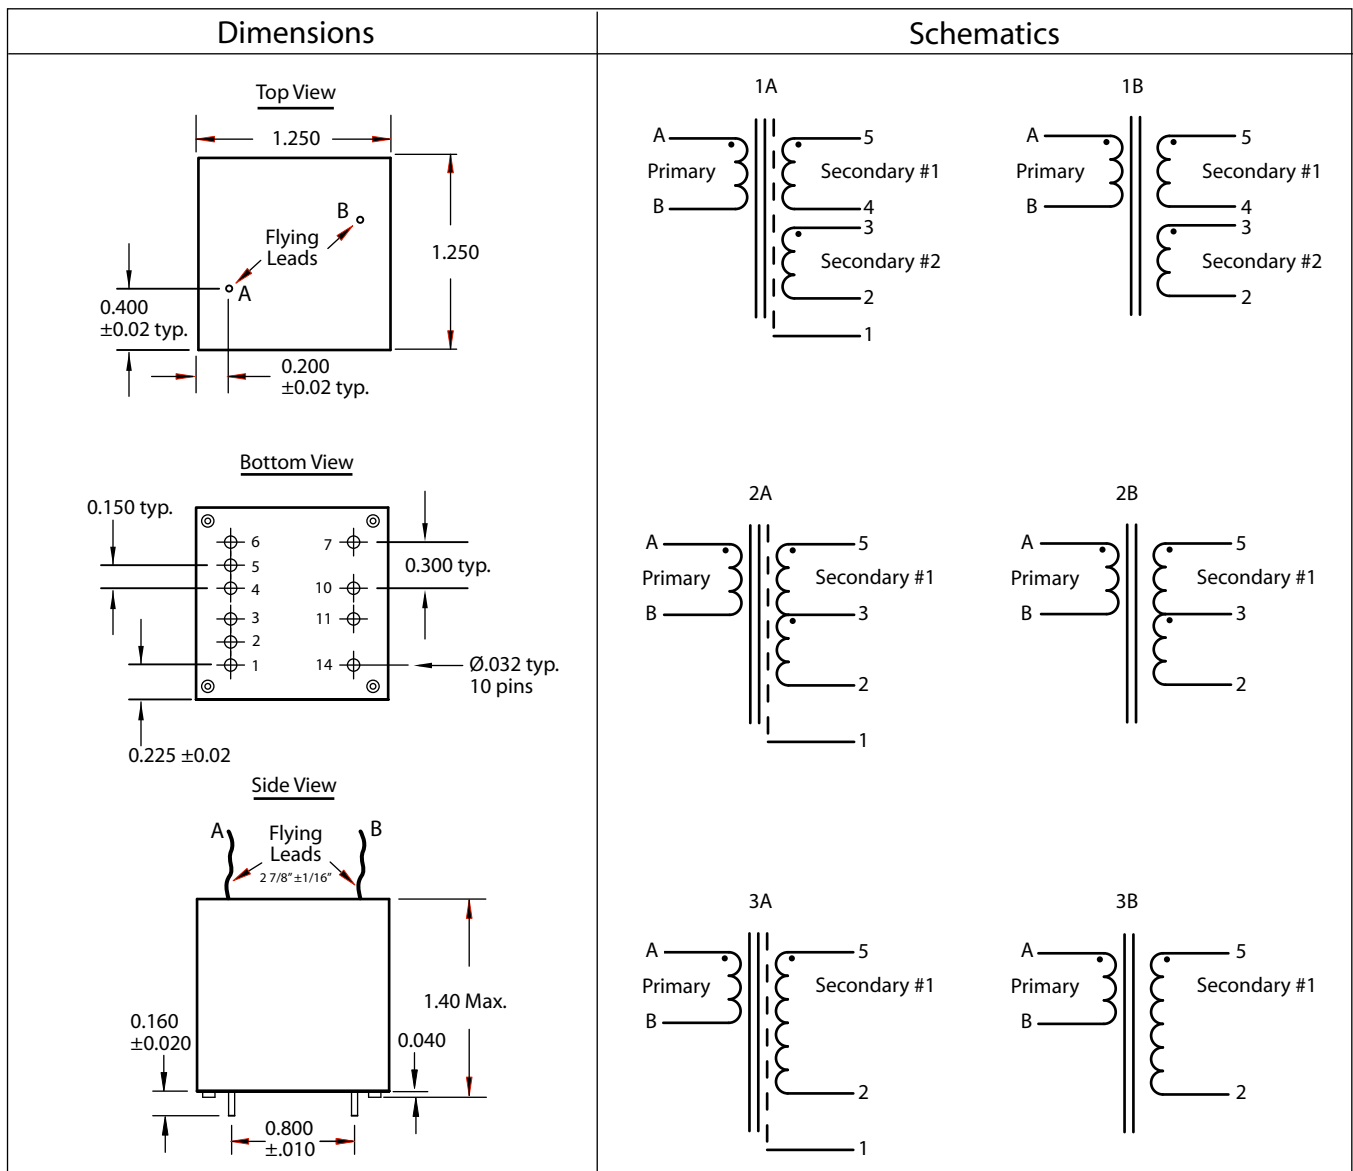 Dimensions
Schematics
Top View
1.250
B
Flying
Leads
1.250
A
0.400
±0.02 typ.
0.200
±0.02 typ.
Bottom View
0.150 typ.
6
7
5
0.300 typ.
4
10
3
11
2
1
14
Ø.032 typ.
10 pins
0.225 ±0.02
Side View
A
Flying
Leads
2 7/8" ±1/16"
B
1.40 Max.
0.160
±0.020
0.040
0.800
±.010
1A
A
5
Primary
Secondary #1
B
4
3
Secondary #2
2
1
1B
A
5
Primary
Secondary #1
B
4
3
Secondary #2
2
2A
A
5
Primary
Secondary #1
B
3
2
1
2B
A
5
Primary
Secondary #1
B
3
2
3A
A
5
Primary
Secondary #1
B
2
1
3B
A
5
Primary
Secondary #1
B
2